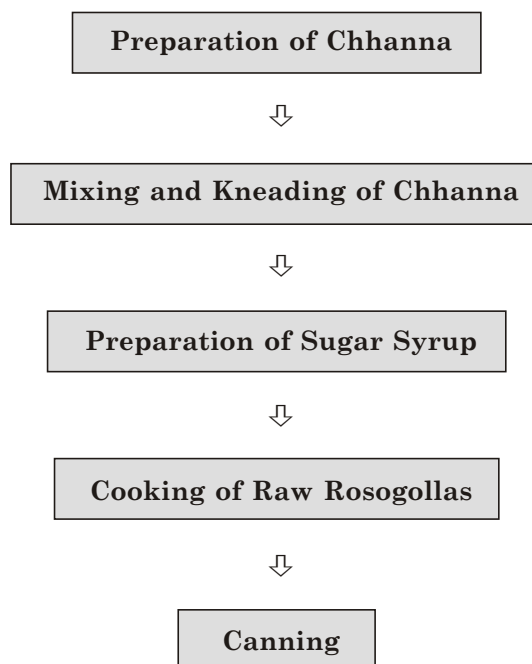 Preparation of Chhanna
Mixing and Kneading of Chhanna
Preparation of Sugar Syrup
Cooking of Raw Rosogollas
Canning